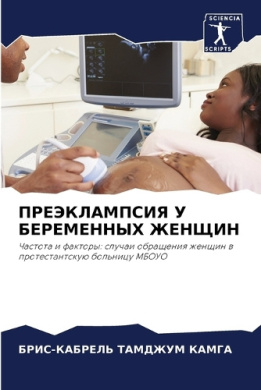 SCIENCIA
SCRIPTS
ПРЕЭКЛАМПСИЯ У
БЕРЕМЕННЫХ ЖЕНЩИН
Частота и факторы: случаи обращения женщин в
протестантскую больницу МБОУО
БРИС-КАБРЕЛЬ ТАМДЖУМ КАМГА